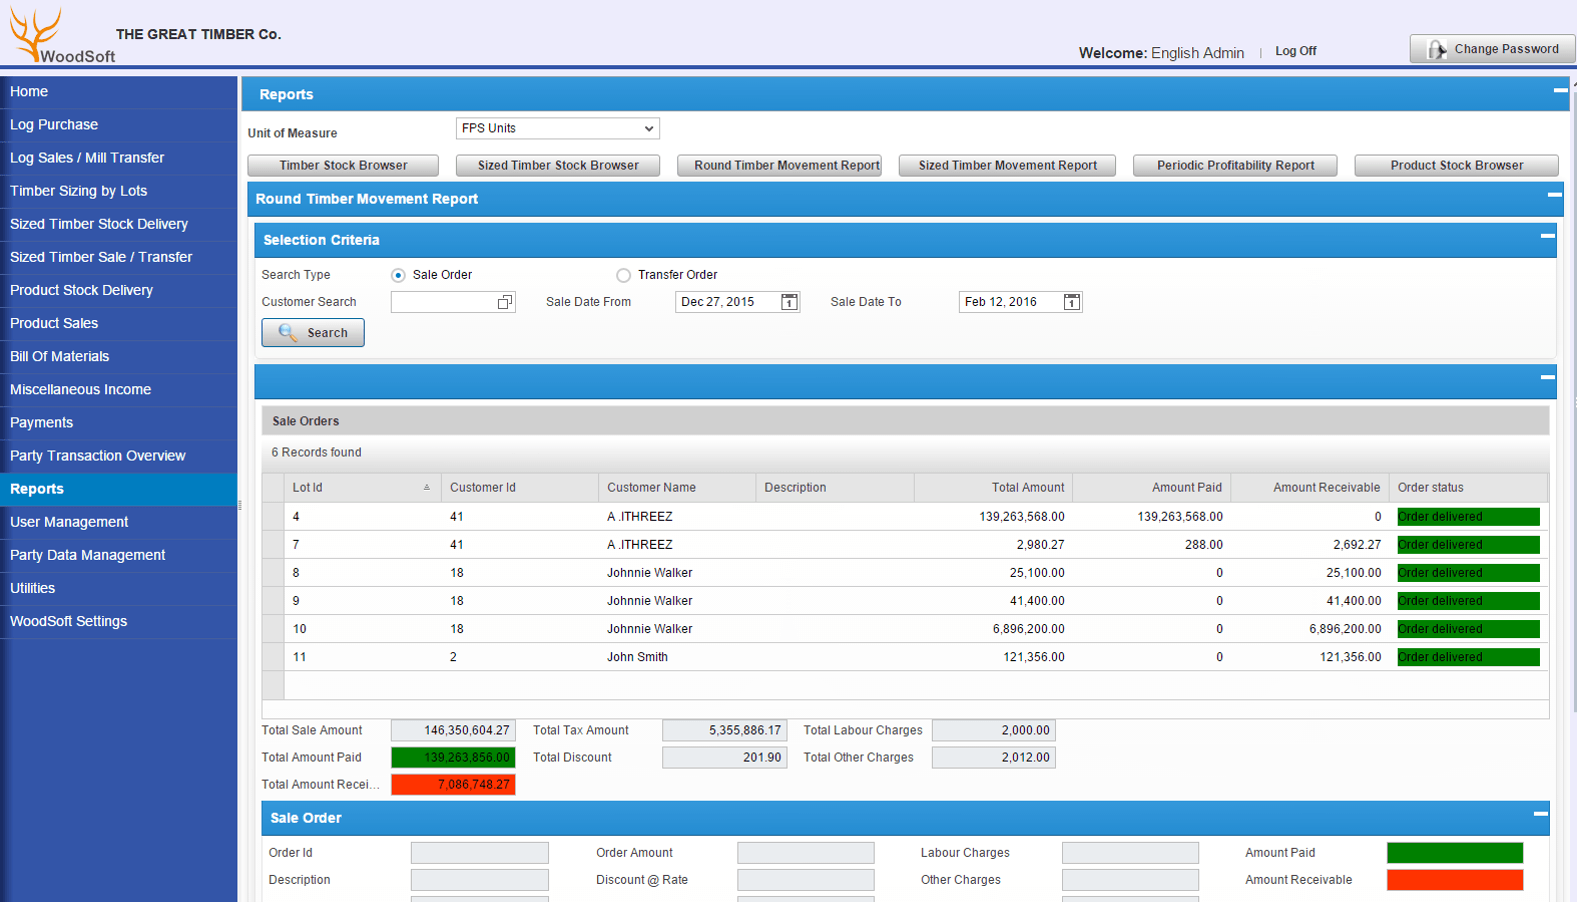 THE GREAT TIMBER Co.
WoodSoft
Welcome: English Admin | Log Off
Change Password
Home
Log Purchase
Log Sales / Mill Transfer
Timber Sizing by Lots
Sized Timber Stock Delivery
Sized Timber Sale / Transfer
Product Stock Delivery
Product Sales
Bill Of Materials
Miscellaneous Income
Payments
Party Transaction Overview
Reports
User Management
Party Data Management
Utilities
WoodSoft Settings
Reports
Unit of Measure FPS Units
Timber Stock Browser Sized Timber Stock Browser Round Timber Movement Report Sized Timber Movement Report Periodic Profitability Report Product Stock Browser
Round Timber Movement Report
Selection Criteria
Search Type Sale Order Transfer Order
Customer Search Sale Date From Dec 27, 2015 1 Sale Date To Feb 12, 2016 1
Search
Sale Orders
6 Records found
Lot Id Customer Id Customer Name Description Total Amount Amount Paid Amount Receivable Order status
4 41 A .ITHREEZ 139,263,568.00 139,263,568.00 0 Order delivered
7 41 A .ITHREEZ 2,980.27 288.00 2,692.27 Order delivered
8 18 Johnnie Walker 25,100.00 0 25,100.00 Order delivered
9 18 Johnnie Walker 41,400.00 0 41,400.00 Order delivered
10 18 Johnnie Walker 6,896,200.00 0 6,896,200.00 Order delivered
11 2 John Smith 121,356.00 0 121,356.00 Order delivered
Total Sale Amount 146,350,604.27 Total Tax Amount 5,355,886.17 Total Labour Charges 2,000.00
Total Amount Paid 139,263,856.00 Total Discount 201.90 Total Other Charges 2,012.00
Total Amount Recei... 7,086,748.27
Sale Order
Order Id Order Amount Labour Charges Amount Paid
Description Discount @ Rate Other Charges Amount Receivable